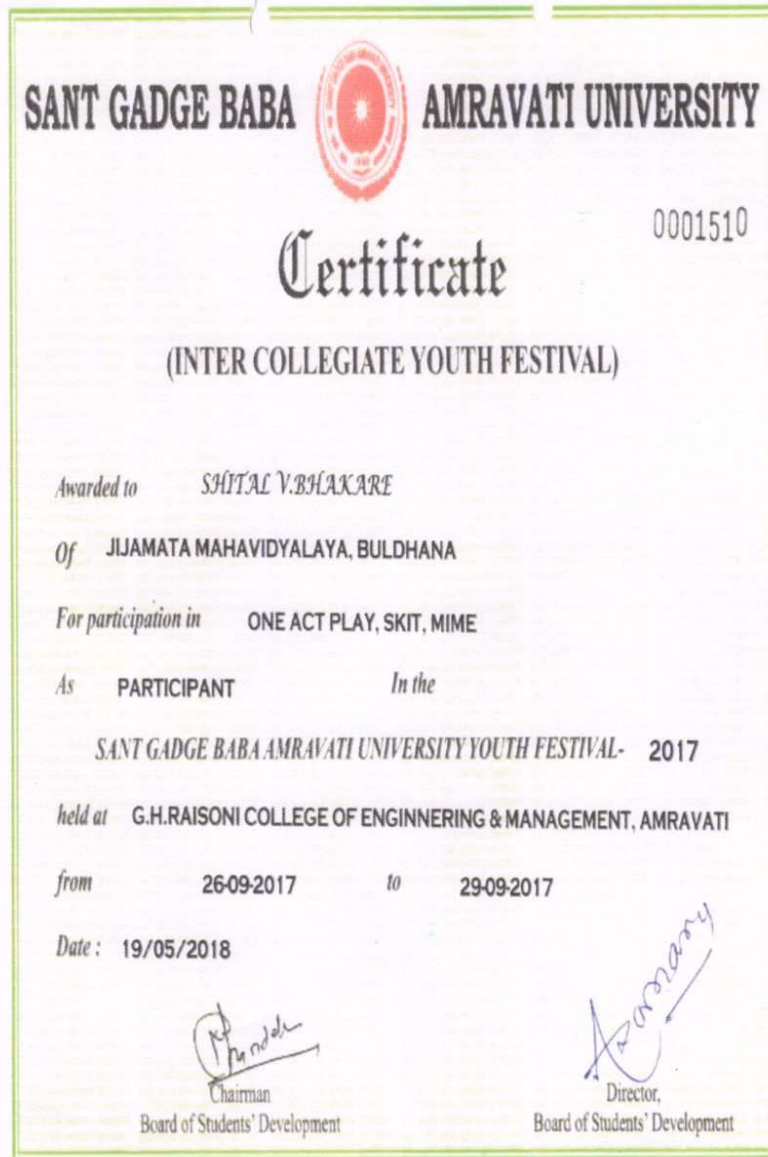 SANT GADGE BABA AMRAVATI UNIVERSITY
0001510
Certificate
(INTER COLLEGIATE YOUTH FESTIVAL)
Awarded to SHITAL V.BHAKARE
Of JIJAMATA MAHAVIDYALAYA, BULDHANA
For participation in ONE ACT PLAY, SKIT, MIME
As PARTICIPANT In the
SANT GADGE BABA AMRAVATI UNIVERSITY YOUTH FESTIVAL- 2017
held at G.H.RAISONI COLLEGE OF ENGINNERING & MANAGEMENT, AMRAVATI
from 26-09-2017 to 29-09-2017
Date : 19/05/2018
Chairman
Board of Students' Development
Director,
Board of Students' Development